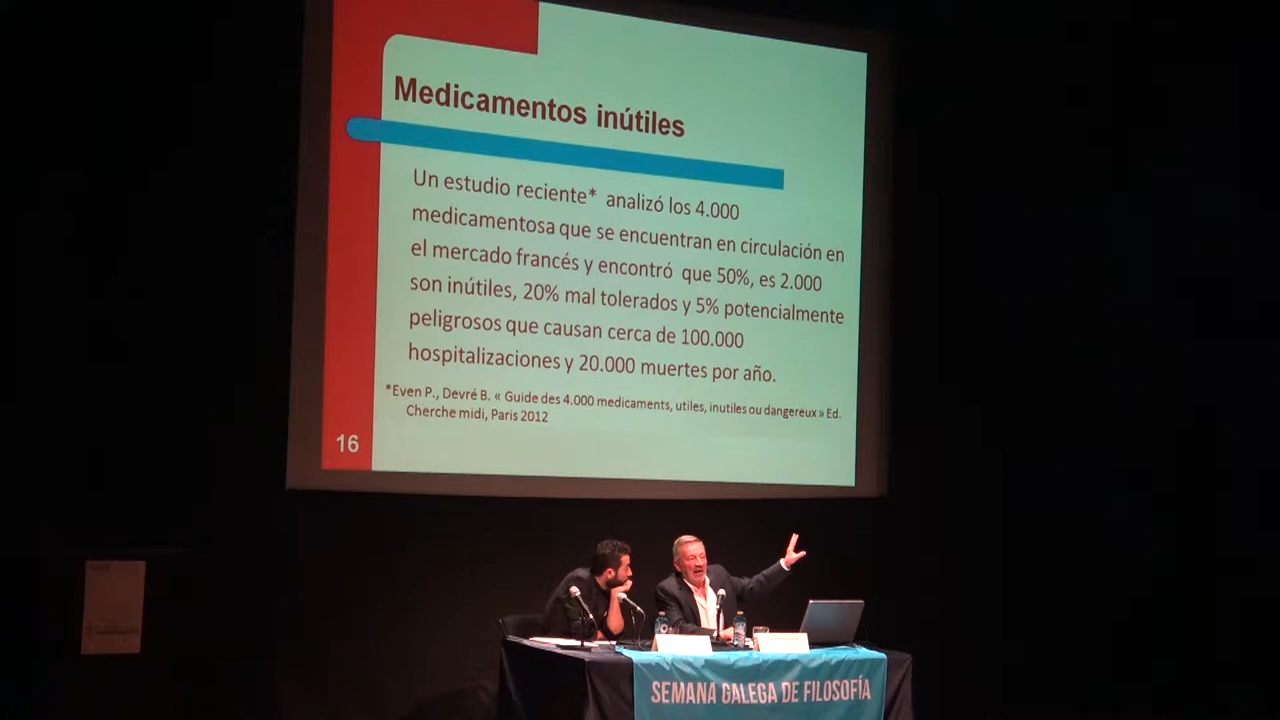 Medicamentos inútiles
Un estudio reciente* analizó los 4.000
medicamentosa que se encuentran en circulación en
el mercado francés y encontró que 50%, es 2.000
son inútiles, 20% mal tolerados y 5% potencialmente
peligrosos que causan cerca de 100.000
hospitalizaciones y 20.000 muertes por año.
*Even P., Devré B. « Guide des 4.000 medicaments, utiles, inutiles ou dangereux » Ed.
Cherche midi, Paris 2012
16
SEMANA GALEGA DE FILOSOFÍA